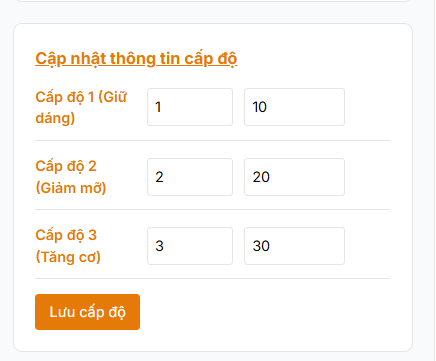 Cập nhật thông tin cấp độ
Cấp độ 1 (Giữ
dáng)
1
10
Cấp độ 2
(Giảm mỡ)
2
20
Cấp độ 3
(Tăng cơ)
3
30
Lưu cấp độ